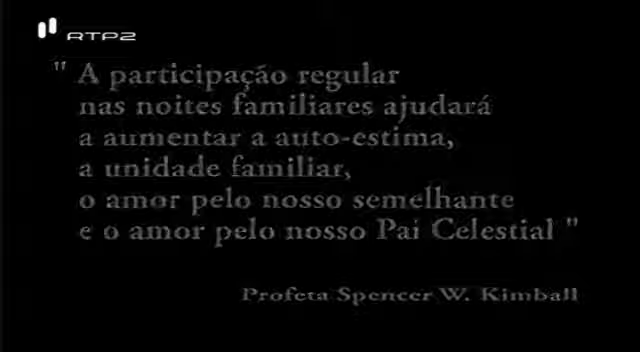 RTP2
" A participação regular
nas noites familiares ajudará
a aumentar a auto-estima,
a unidade familiar,
o amor pelo nosso semelhante
e o amor pelo nosso Pai Celestial "
Profeta Spencer W. Kimball